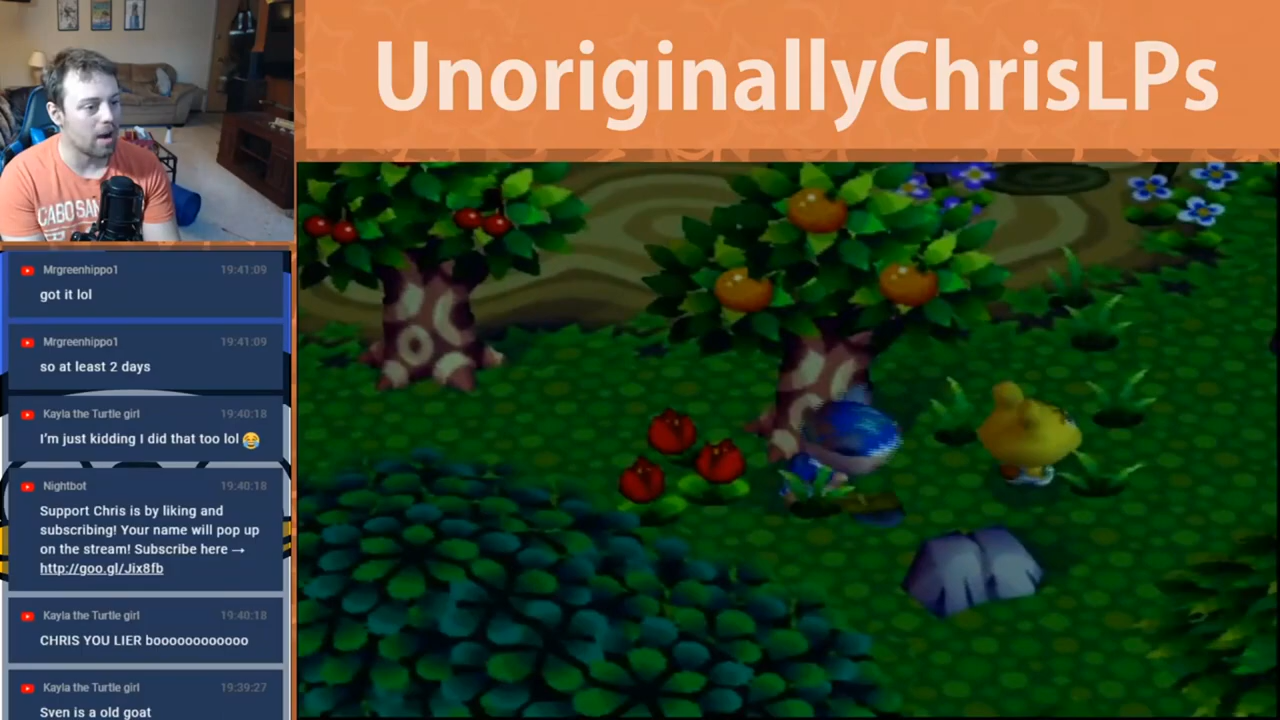 UnoriginallyChrisLPs
CABO SAN
Mrgreenhippo1 19:41:09
got it lol
Mrgreenhippo1 19:41:09
so at least 2 days
Kayla the Turtle girl 19:40:18
I'm just kidding I did that too lol 😂
Nightbot 19:40:18
Support Chris is by liking and
subscribing! Your name will pop up
on the stream! Subscribe here →
http://goo.gl/Jix8fb
Kayla the Turtle girl 19:40:18
CHRIS YOU LIER boooooooooooo
Kayla the Turtle girl 19:39:27
Sven is a old goat